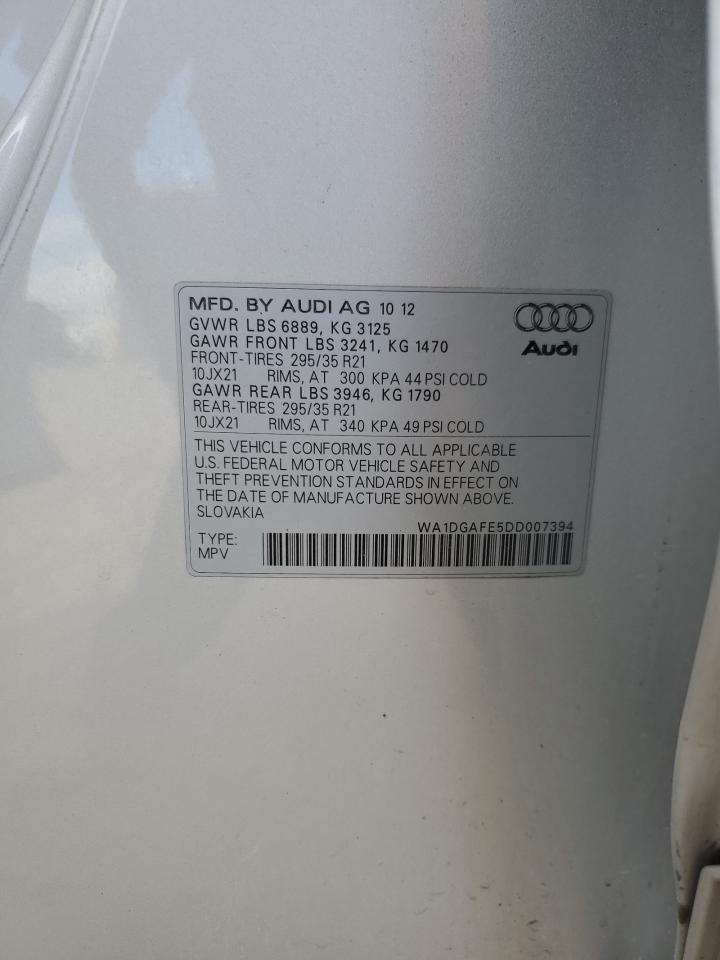 MFD. BY AUDI AG 10 12
GVWR LBS 6889, KG 3125
GAWR FRONT LBS 3241, KG 1470
FRONT-TIRES 295/35 R21
10JX21 RIMS, AT 300 KPA 44 PSI COLD
GAWR REAR LBS 3946, KG 1790
REAR-TIRES 295/35 R21
10JX21 RIMS, AT 340 KPA 49 PSI COLD
Audi
THIS VEHICLE CONFORMS TO ALL APPLICABLE
U.S. FEDERAL MOTOR VEHICLE SAFETY AND
THEFT PREVENTION STANDARDS IN EFFECT ON
THE DATE OF MANUFACTURE SHOWN ABOVE.
SLOVAKIA
WA1DGAFE5DD007394
TYPE:
MPV